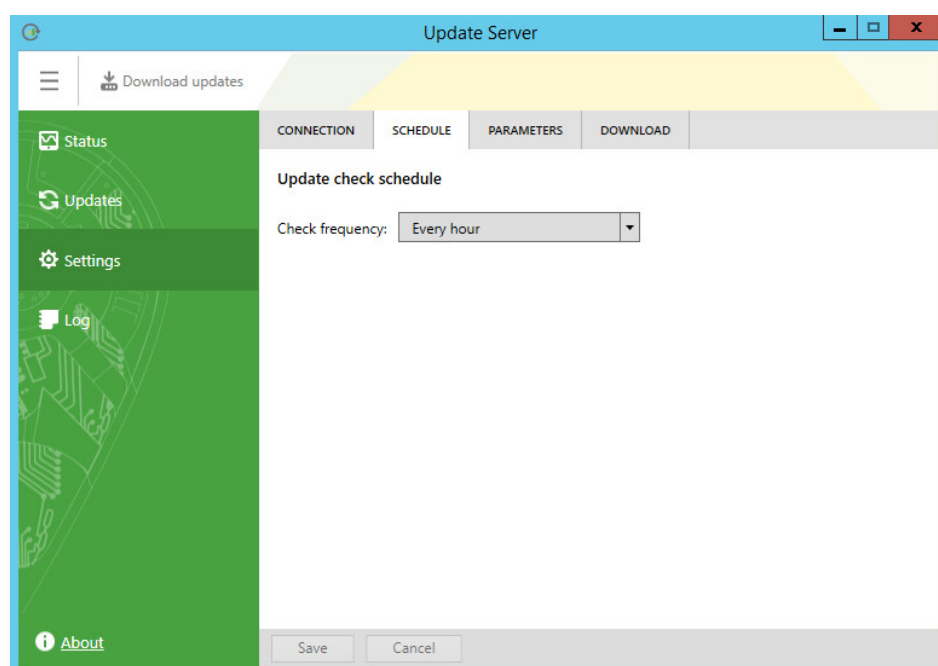 Update Server
Download updates
Status
Updates
Settings
Log
About
CONNECTION SCHEDULE PARAMETERS DOWNLOAD
Update check schedule
Check frequency: Every hour
Save Cancel